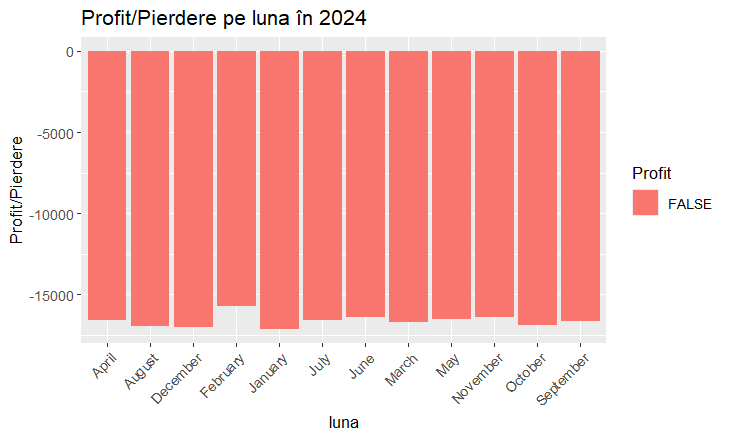 Profit/Pierdere pe luna în 2024
Profit/Pierdere
0
-5000
-10000
-15000
April
August
December
February
January
July
June
March
May
November
October
September
luna
Profit
FALSE